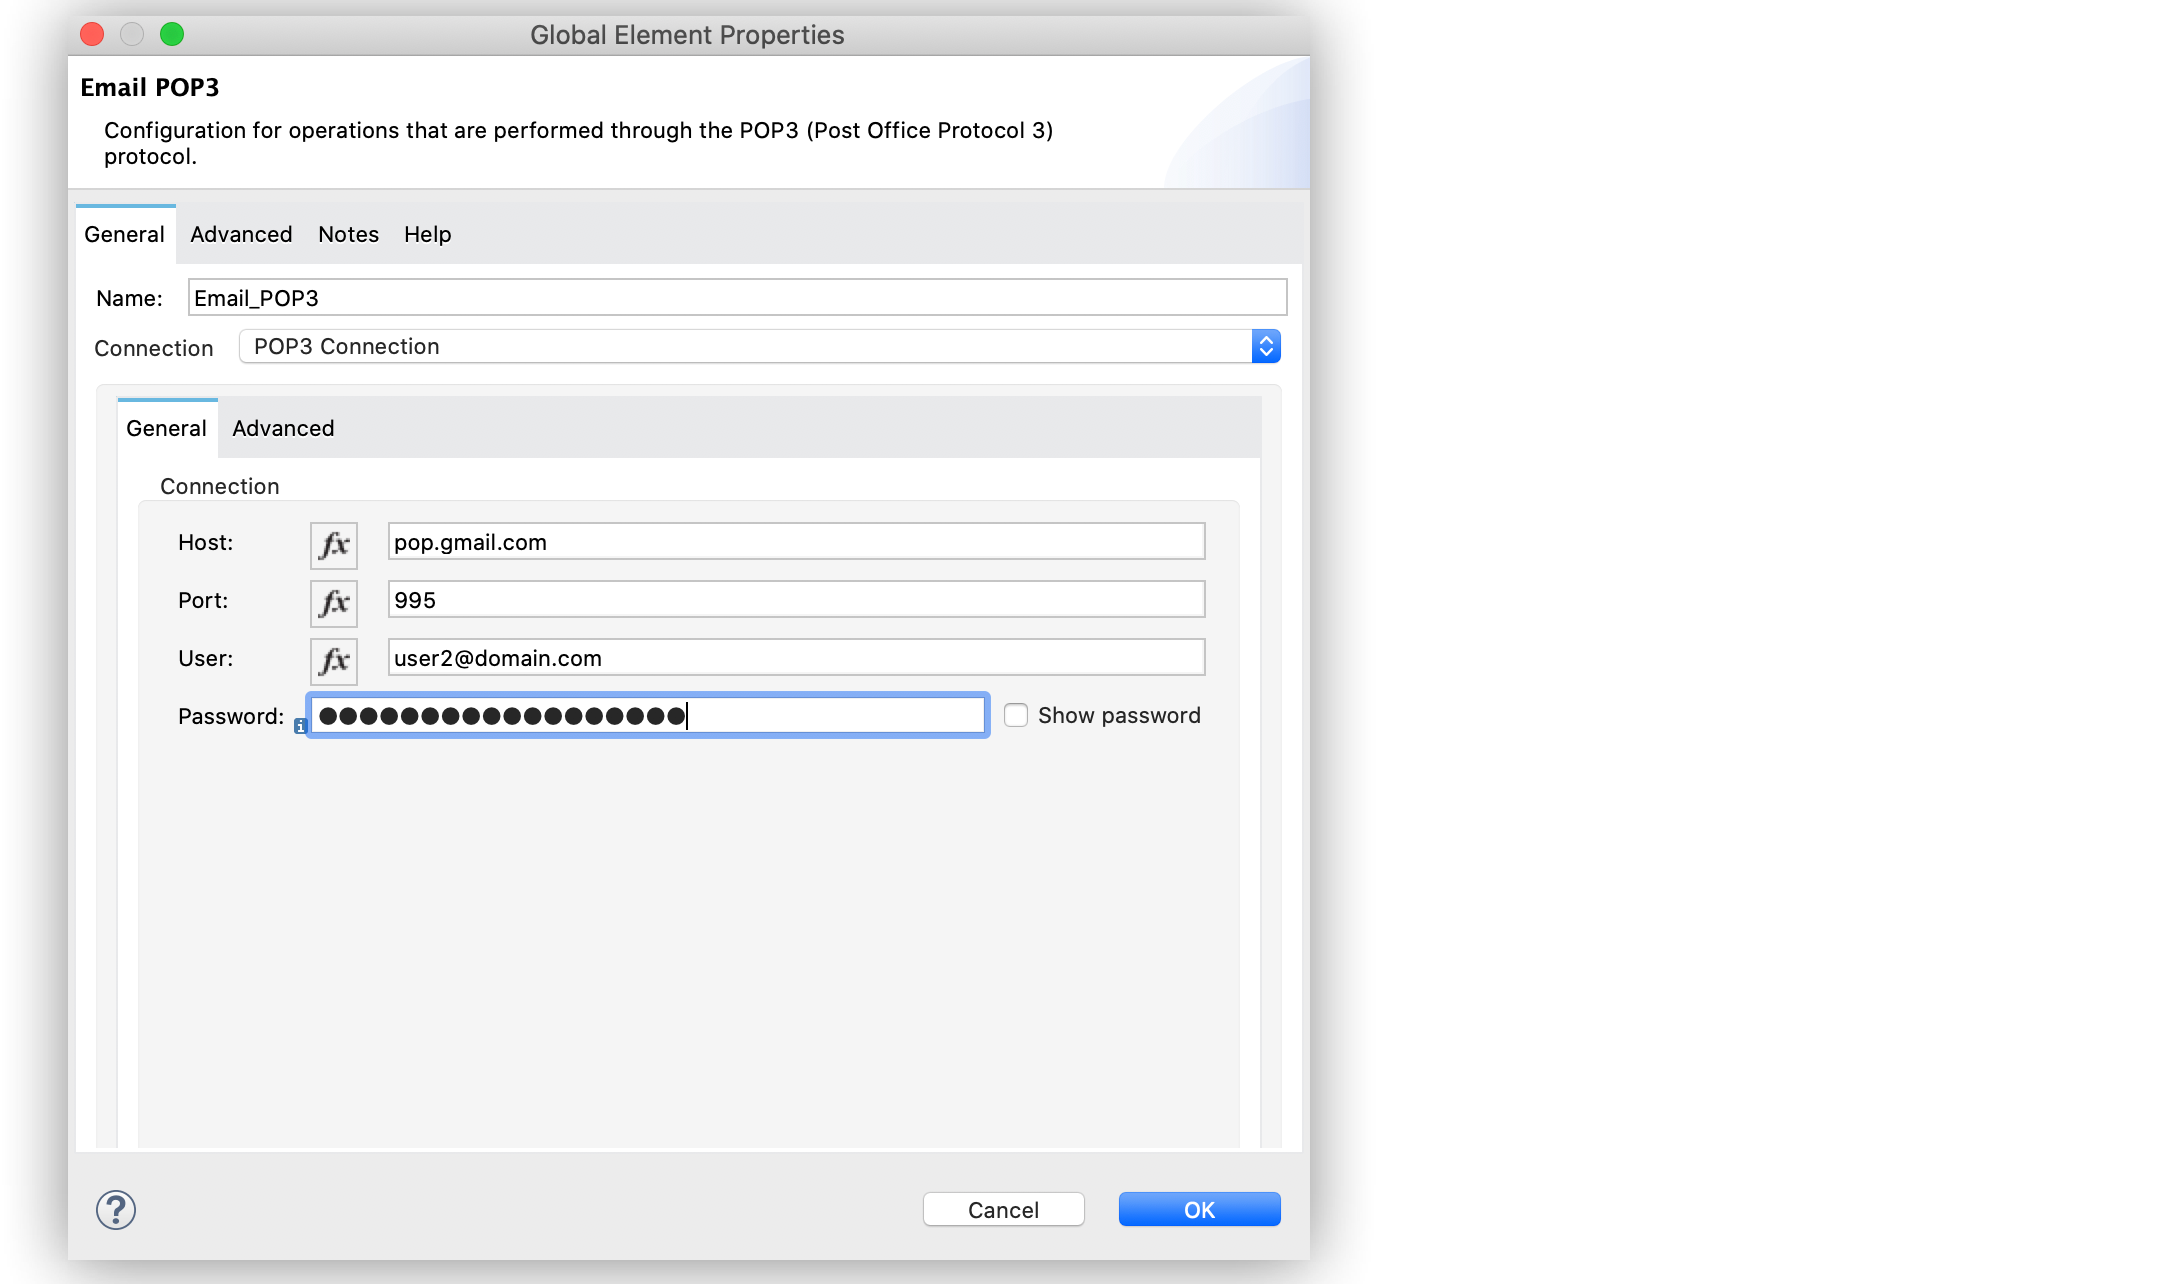 Global Element Properties
Email POP3
Configuration for operations that are performed through the POP3 (Post Office Protocol 3)
protocol.
General Advanced Notes Help
Name: Email_POP3
Connection POP3 Connection
General Advanced
Connection
Host: fx pop.gmail.com
Port: fx 995
User: fx user2@domain.com
Password: ●●●●●●●●●●●●●●●●●● Show password
? Cancel OK